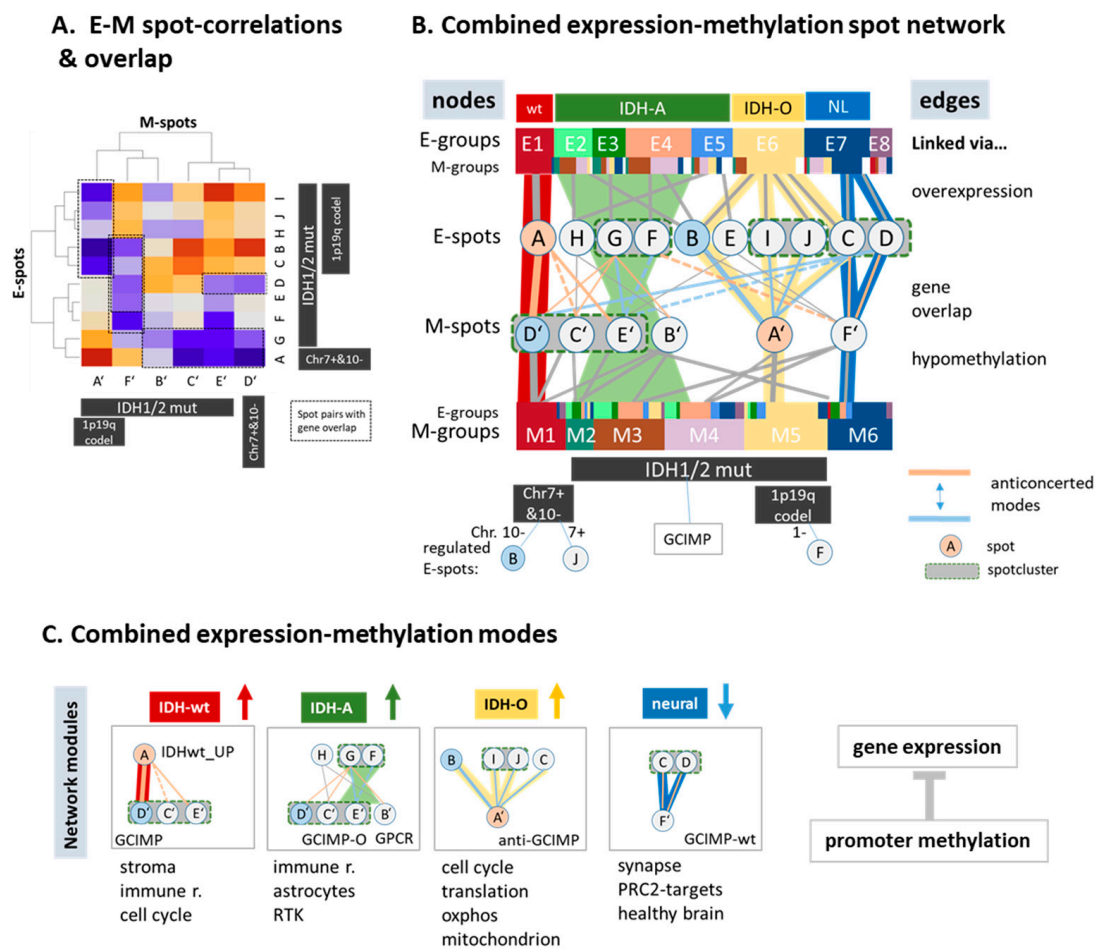 A. E-M spot-correlations
& overlap
M-spots
E-spots
I
J
H
B
C
D
E
F
G
A
IDH1/2 mut
1p19q codel
Chr7+&10-
A‘ F‘ B‘ C‘ E‘ D‘
IDH1/2 mut
1p19q
codel
Chr7+&10-
Spot pairs with
gene overlap
B. Combined expression-methylation spot network
nodes
edges
wt IDH-A IDH-O NL
E-groups E1 E2 E3 E4 E5 E6 E7 E8 Linked via...
M-groups
overexpression
E-spots A H G F B E I J C D
gene
overlap
M-spots D‘ C‘ E‘ B‘ A‘ F‘
hypomethylation
E-groups
M-groups M1 M2 M3 M4 M5 M6
IDH1/2 mut
Chr7+
&10-
1p19q
codel
Chr. 10- 7+
GCIMP
1-
regulated
E-spots:
B J F
anticoncerted
modes
A spot
spotcluster
C. Combined expression-methylation modes
Network modules
IDH-wt IDH-A IDH-O neural
A IDHwt_UP
D‘ C‘ E‘
GCIMP
H G F
D‘ C‘ E‘ B‘
GCIMP-O GPCR
B I J C
A‘
anti-GCIMP
C D
F‘
GCIMP-wt
stroma
immune r.
cell cycle
immune r.
astrocytes
RTK
cell cycle
translation
oxphos
mitochondrion
synapse
PRC2-targets
healthy brain
gene expression
promoter methylation